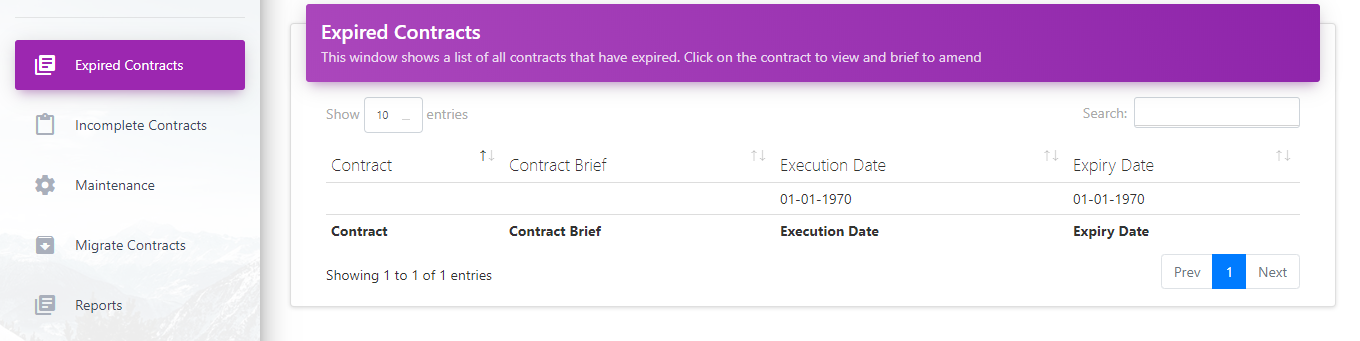 Expired Contracts
Incomplete Contracts
Maintenance
Migrate Contracts
Reports
Expired Contracts
This window shows a list of all contracts that have expired. Click on the contract to view and brief to amend
Show 10 entries Search:
Contract Contract Brief Execution Date Expiry Date
01-01-1970 01-01-1970
Contract Contract Brief Execution Date Expiry Date
Showing 1 to 1 of 1 entries
Prev 1 Next